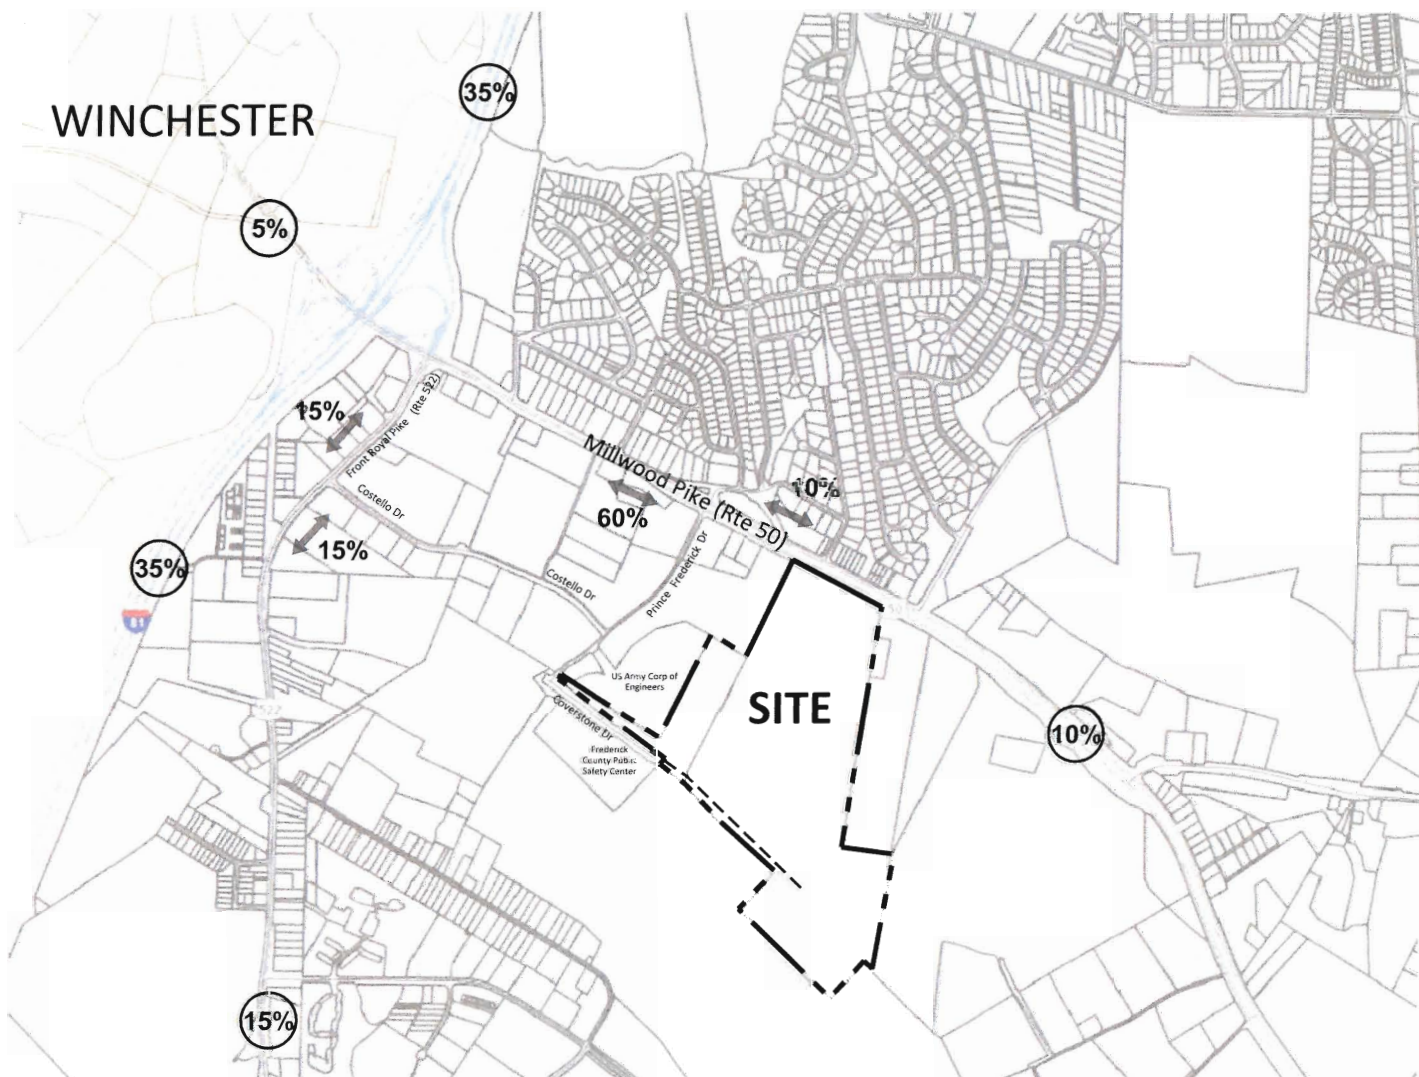 WINCHESTER
35%
5%
15%
Front Royal Pike (Rte 522)
Costello Dr
15%
35%
81
Millwood Pike (Rte 50)
10%
60%
Prince Frederick Dr
Costello Dr
US Army Corp of
Engineers
SITE
Coverstone Dr
Frederick
County Public
Safety Center
522
10%
15%